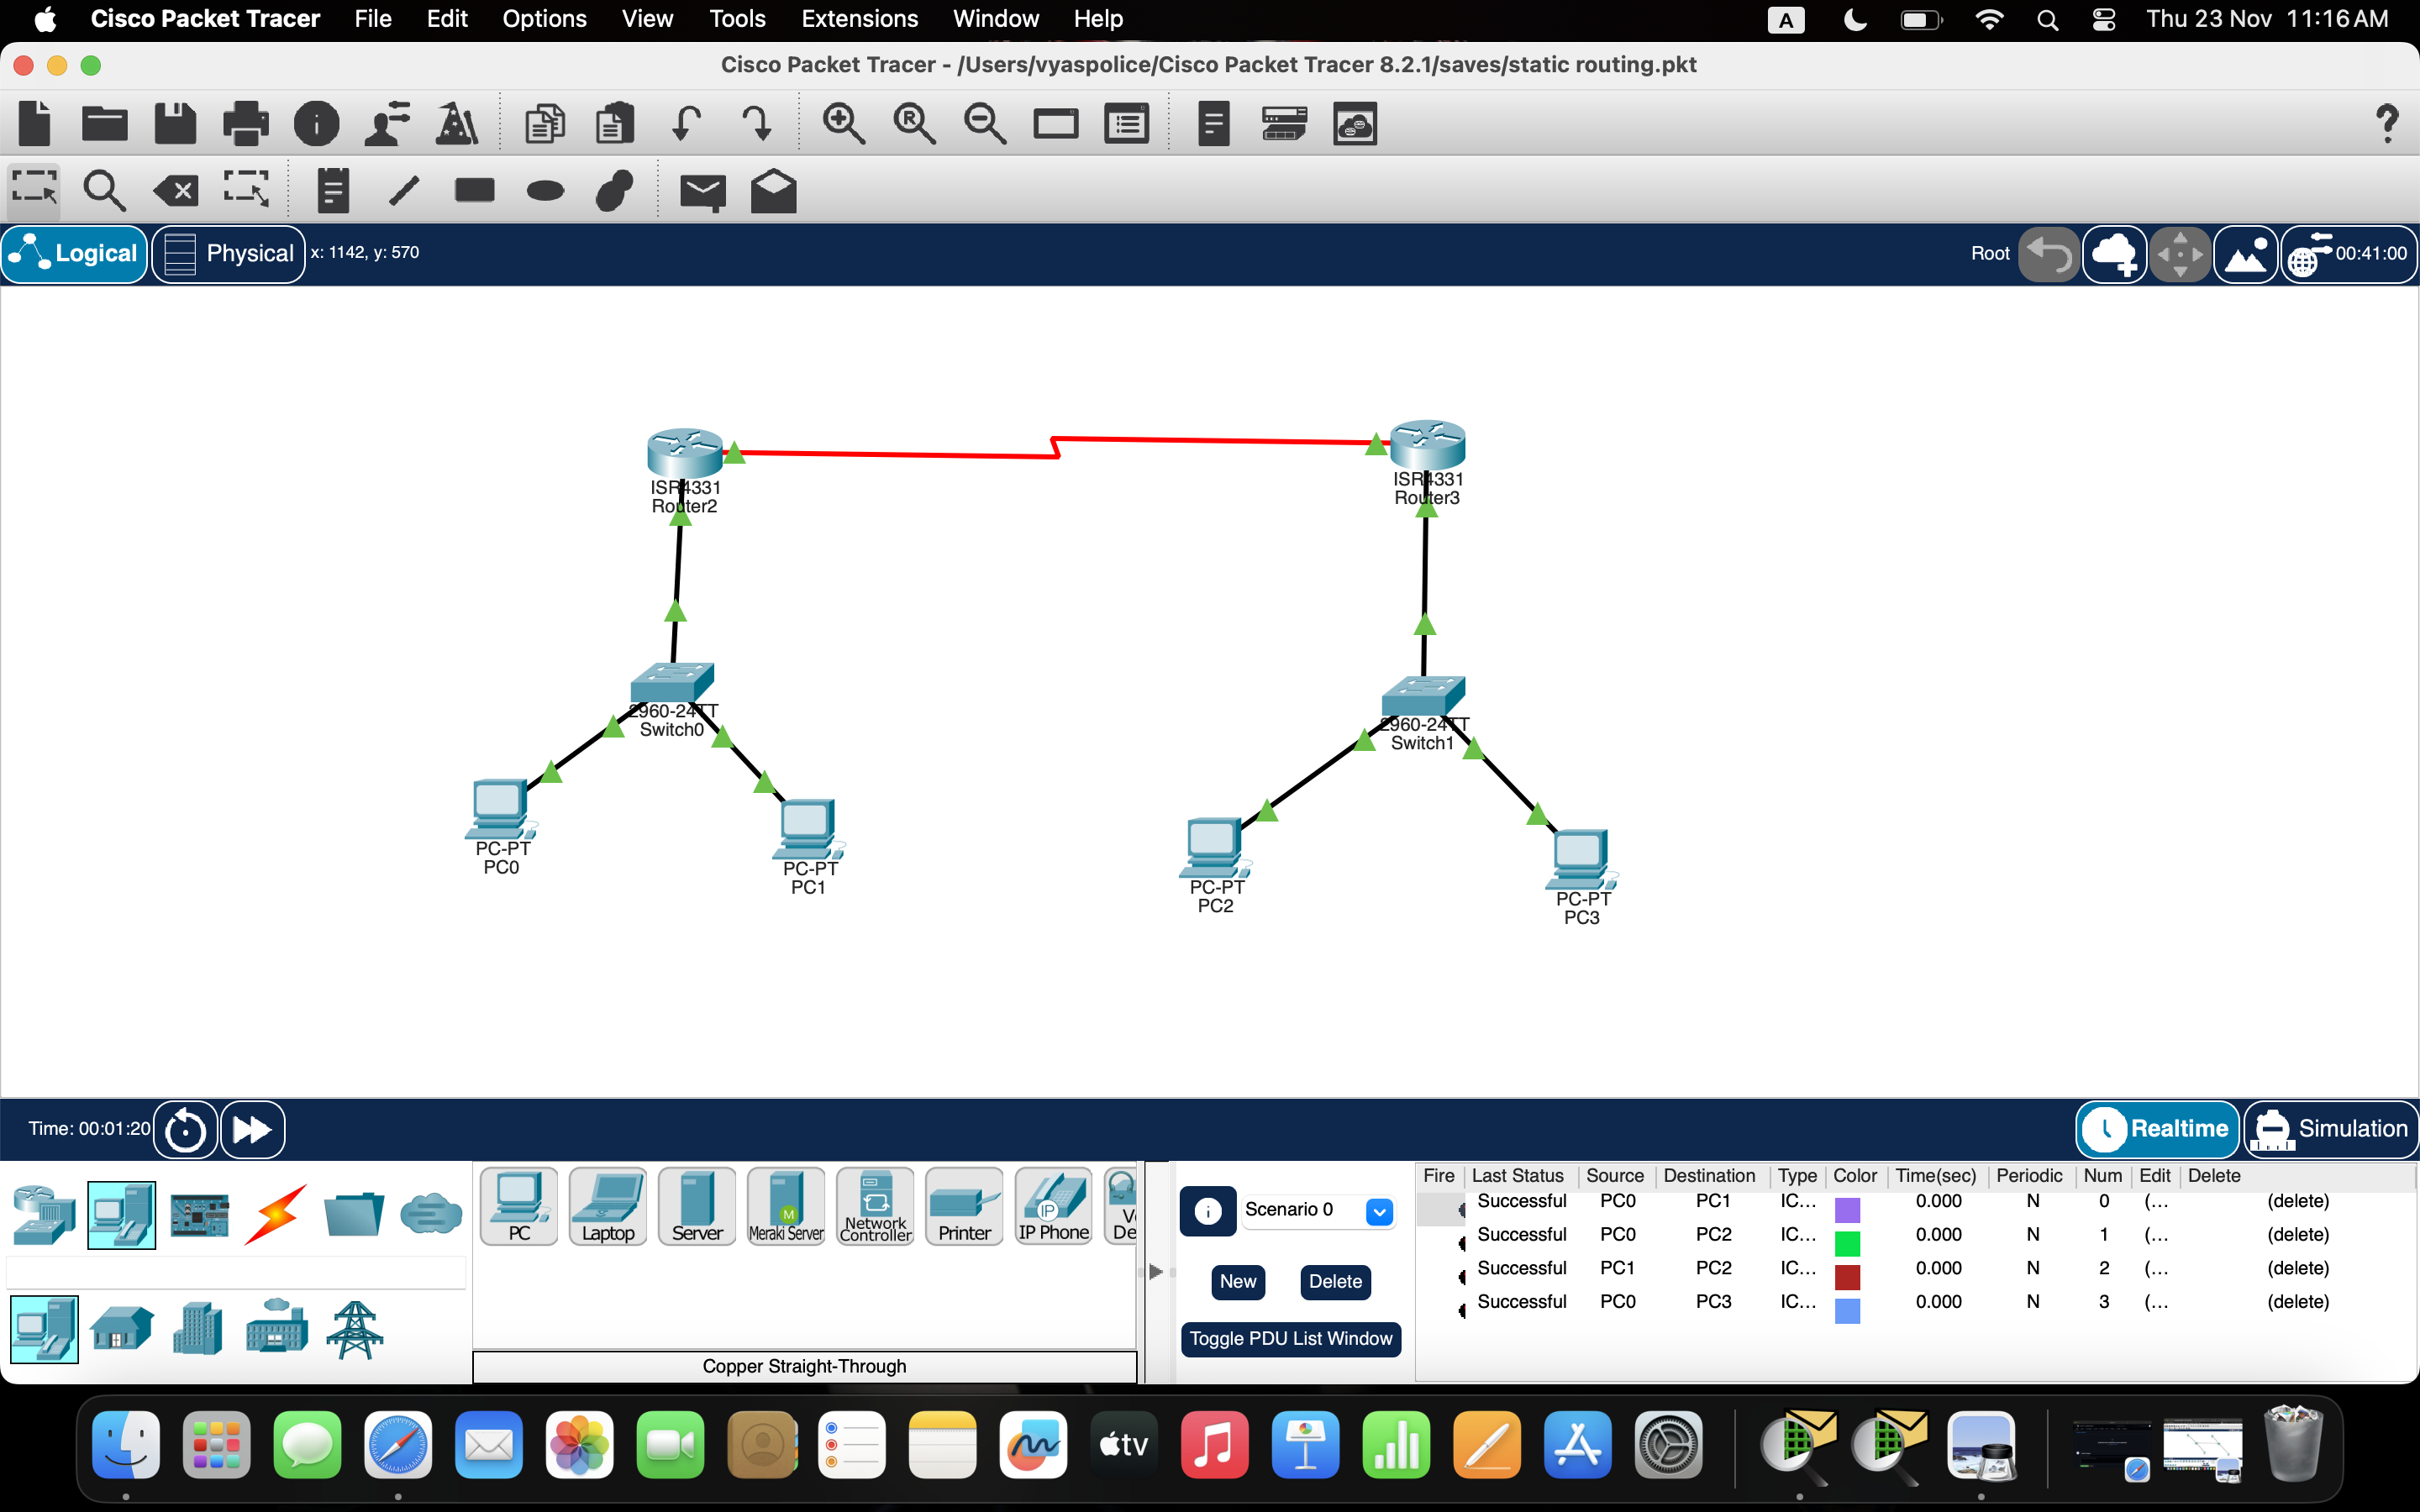 Cisco Packet Tracer File Edit Options View Tools Extensions Window Help A Thu 23 Nov 11:16 AM
Cisco Packet Tracer - /Users/vyaspolice/Cisco Packet Tracer 8.2.1/saves/static routing.pkt
Logical Physical x: 1142, y: 570 Root 00:41:00
ISR4331
Router2
ISR4331
Router3
2960-24TT
Switch0
2960-24TT
Switch1
PC-PT
PC0
PC-PT
PC1
PC-PT
PC2
PC-PT
PC3
Time: 00:01:20 Realtime Simulation
PC Laptop Server Meraki Server Network Controller Printer IP Phone
Copper Straight-Through
Scenario 0
New Delete
Toggle PDU List Window
Fire Last Status Source Destination Type Color Time(sec) Periodic Num Edit Delete
Successful PC0 PC1 IC... 0.000 N 0 (... (delete)
Successful PC0 PC2 IC... 0.000 N 1 (... (delete)
Successful PC1 PC2 IC... 0.000 N 2 (... (delete)
Successful PC0 PC3 IC... 0.000 N 3 (... (delete)
tv